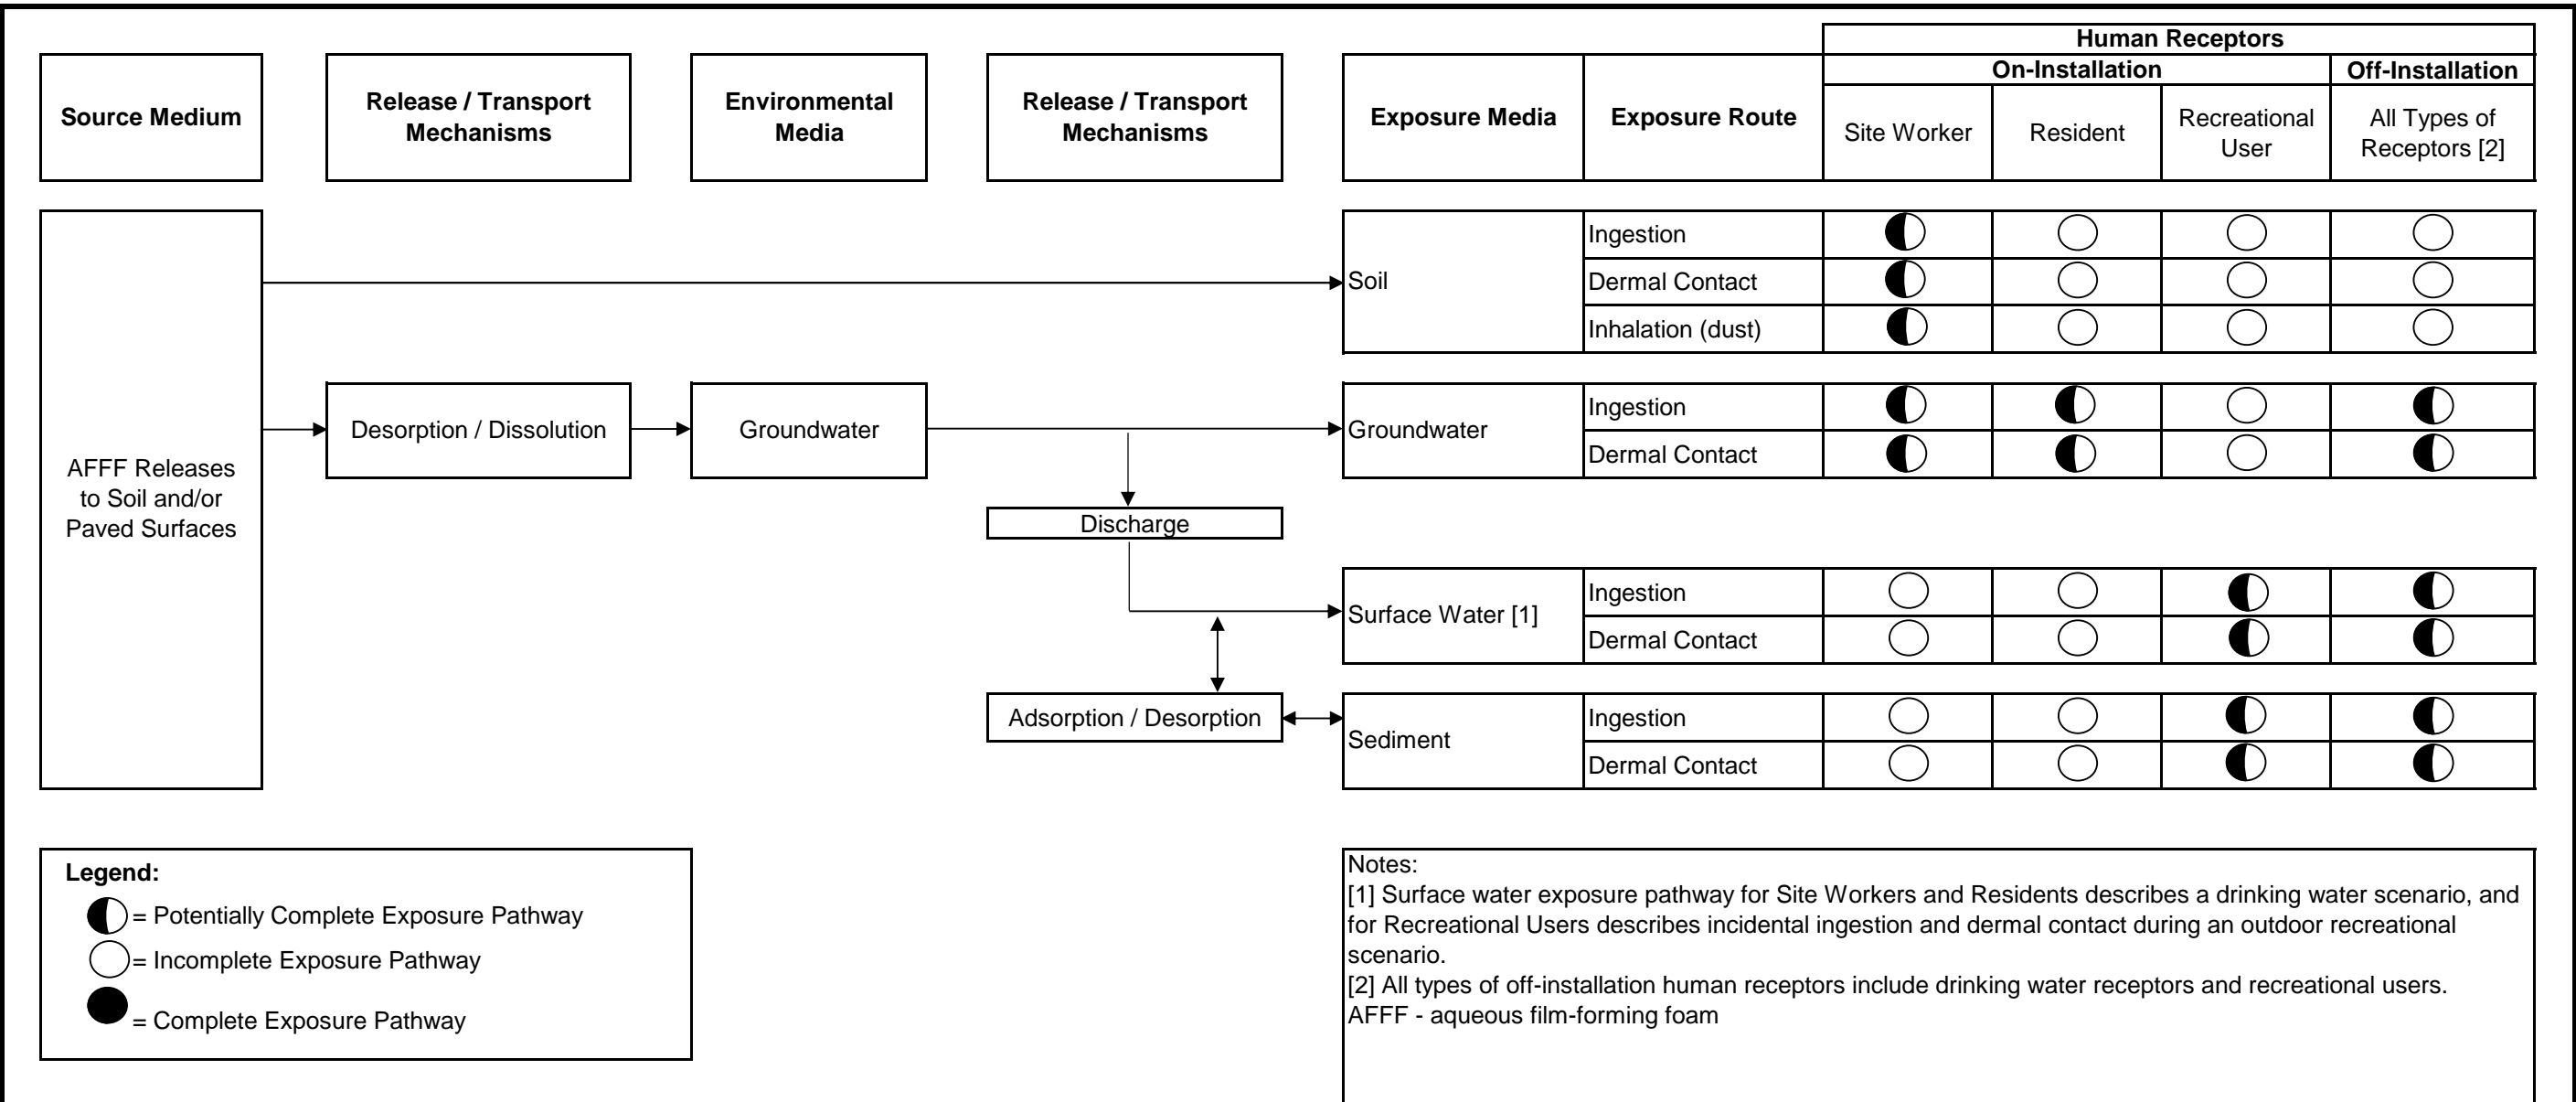 Human Receptors
On-Installation
Off-Installation
Source Medium
Release / Transport
Mechanisms
Environmental
Media
Release / Transport
Mechanisms
Exposure Media
Exposure Route
Site Worker
Resident
Recreational
User
All Types of
Receptors [2]
AFFF Releases
to Soil and/or
Paved Surfaces
Soil
Ingestion
Dermal Contact
Inhalation (dust)
Desorption / Dissolution
Groundwater
Groundwater
Ingestion
Dermal Contact
Discharge
Surface Water [1]
Ingestion
Dermal Contact
Adsorption / Desorption
Sediment
Ingestion
Dermal Contact
Legend:
= Potentially Complete Exposure Pathway
= Incomplete Exposure Pathway
= Complete Exposure Pathway
Notes:
[1] Surface water exposure pathway for Site Workers and Residents describes a drinking water scenario, and
for Recreational Users describes incidental ingestion and dermal contact during an outdoor recreational
scenario.
[2] All types of off-installation human receptors include drinking water receptors and recreational users.
AFFF - aqueous film-forming foam